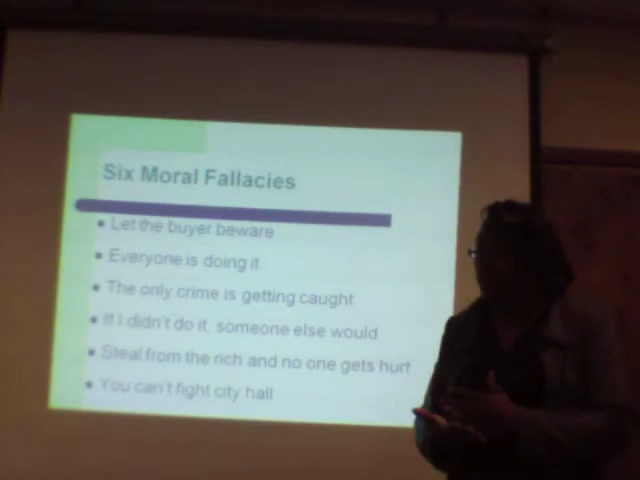 Six Moral Fallacies
• Let the buyer beware
• Everyone is doing it
• The only crime is getting caught
• If I didn't do it, someone else would
• Steal from the rich and no one gets hurt
• You can't fight city hall